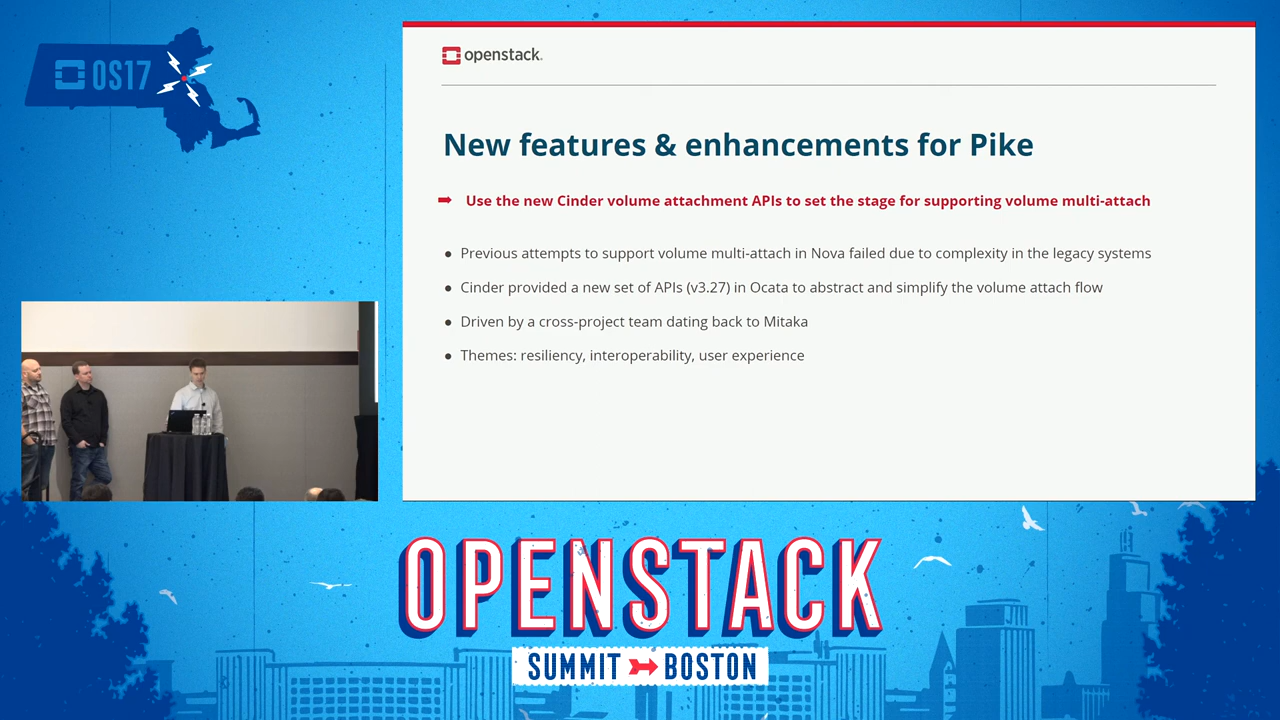 OS17
openstack.
New features & enhancements for Pike
Use the new Cinder volume attachment APIs to set the stage for supporting volume multi-attach
Previous attempts to support volume multi-attach in Nova failed due to complexity in the legacy systems
Cinder provided a new set of APIs (v3.27) in Ocata to abstract and simplify the volume attach flow
Driven by a cross-project team dating back to Mitaka
Themes: resiliency, interoperability, user experience
OPENSTACK
SUMMIT BOSTON